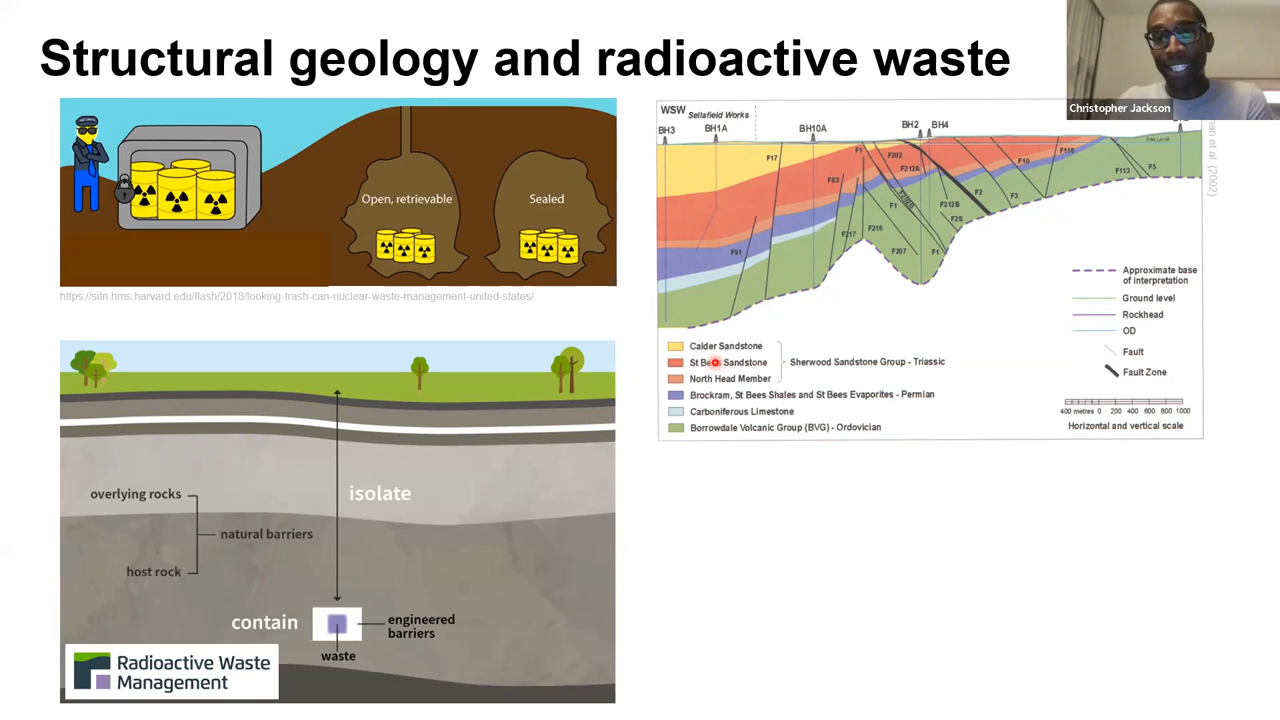 Structural geology and radioactive waste
Christopher Jackson
Open, retrievable
Sealed
https://sitn.hms.harvard.edu/flash/2018/looking-trash-can-nuclear-waste-management-united-states/
WSW
Sellafield Works
BH3
BH1A
BH10A
BH2
BH4
F1
F17
F202
F212A
F118
F10
F83
F113
F5
F2
F3
F1
F212B
F2S
F217
F216
F91
F207
F1
Approximate base
of interpretation
Ground level
Rockhead
OD
Fault
Fault Zone
400 metres 0 200 400 600 800 1000
Horizontal and vertical scale
Calder Sandstone
St Bees Sandstone
North Head Member
Sherwood Sandstone Group - Triassic
Brockram, St Bees Shales and St Bees Evaporites - Permian
Carboniferous Limestone
Borrowdale Volcanic Group (BVG) - Ordovician
et al. (2002)
isolate
overlying rocks
natural barriers
host rock
contain
engineered
barriers
waste
Radioactive Waste
Management